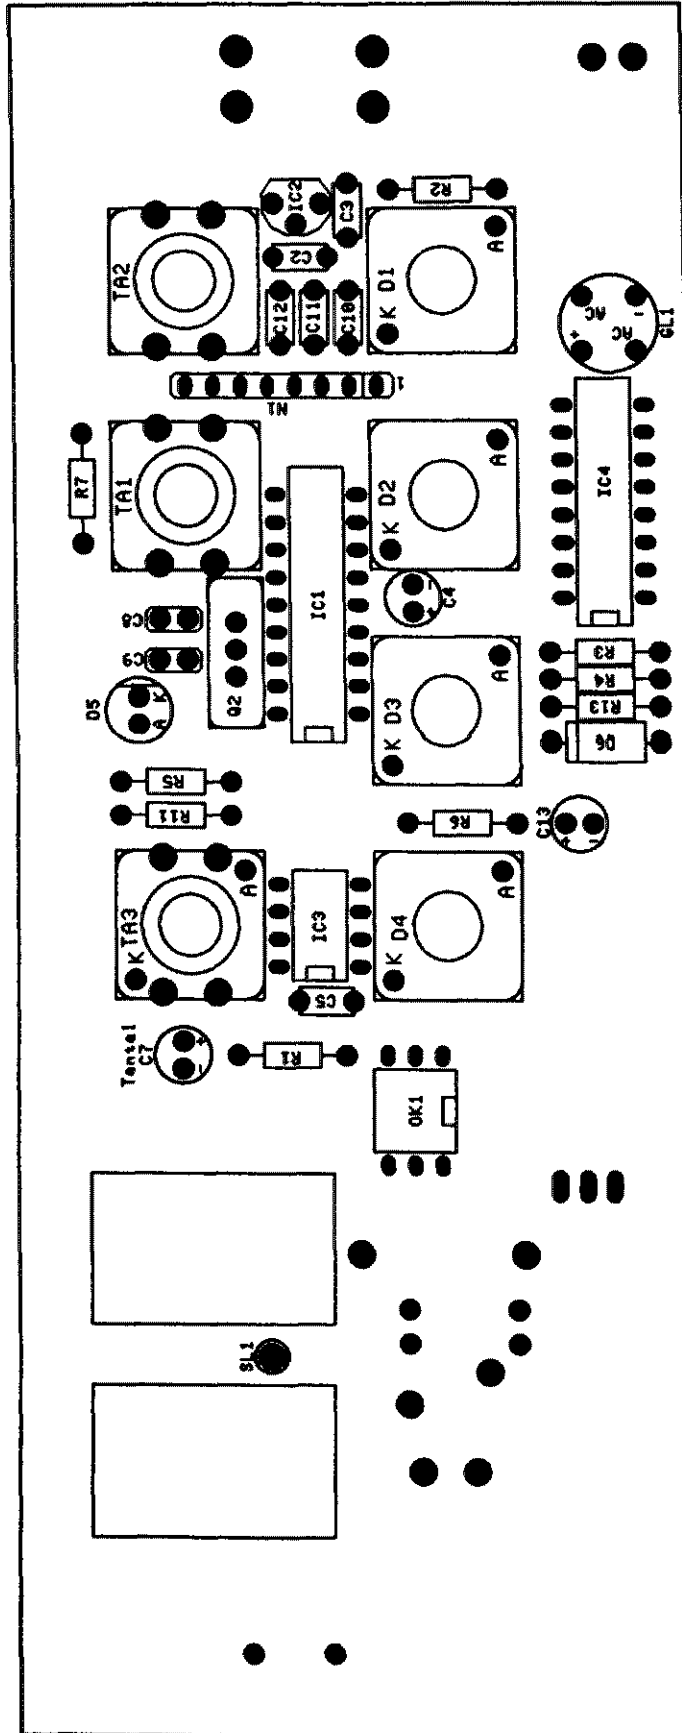 R2
IC2
C3
C2
TA2
K D1
A
AC
AC
+
-
GL1
C12
C11
C10
1
N1
R7
TA1
K D2
A
IC4
IC1
-
+
C4
C8
C9
R3
R4
R13
D6
D5
K
A
Q2
K D3
A
R5
R11
R6
C13
+
-
K TA3
A
IC3
K D4
A
C5
Tantal
C7
+
-
R1
OK1
SL1